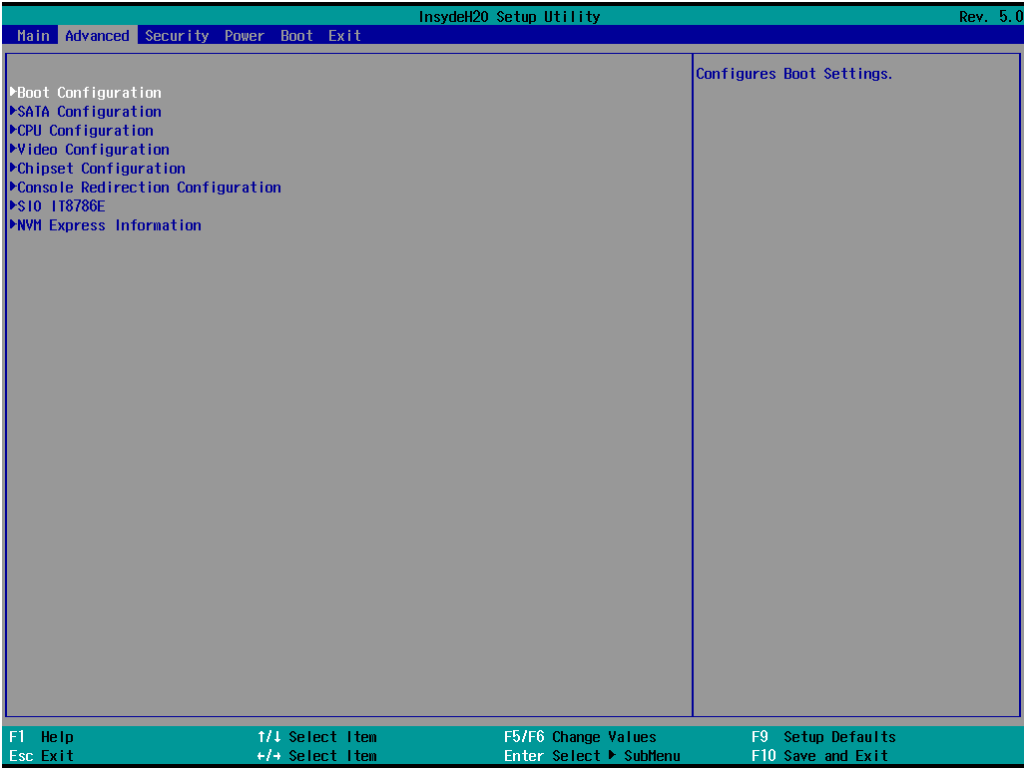 InsydeH20 Setup Utility Rev. 5.0
Main Advanced Security Power Boot Exit
Configures Boot Settings.
▶Boot Configuration
▶SATA Configuration
▶CPU Configuration
▶Video Configuration
▶Chipset Configuration
▶Console Redirection Configuration
▶SIO IT8786E
▶NVM Express Information
F1 Help ↑/↓ Select Item F5/F6 Change Values F9 Setup Defaults
Esc Exit ←/→ Select Item Enter Select ▶ SubMenu F10 Save and Exit